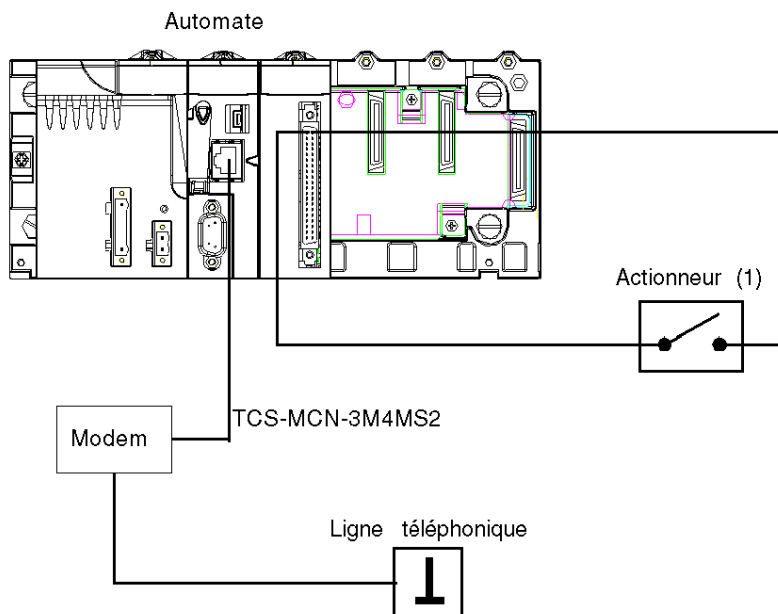 Automate
Actionneur (1)
TCS-MCN-3M4MS2
Modem
Ligne téléphonique